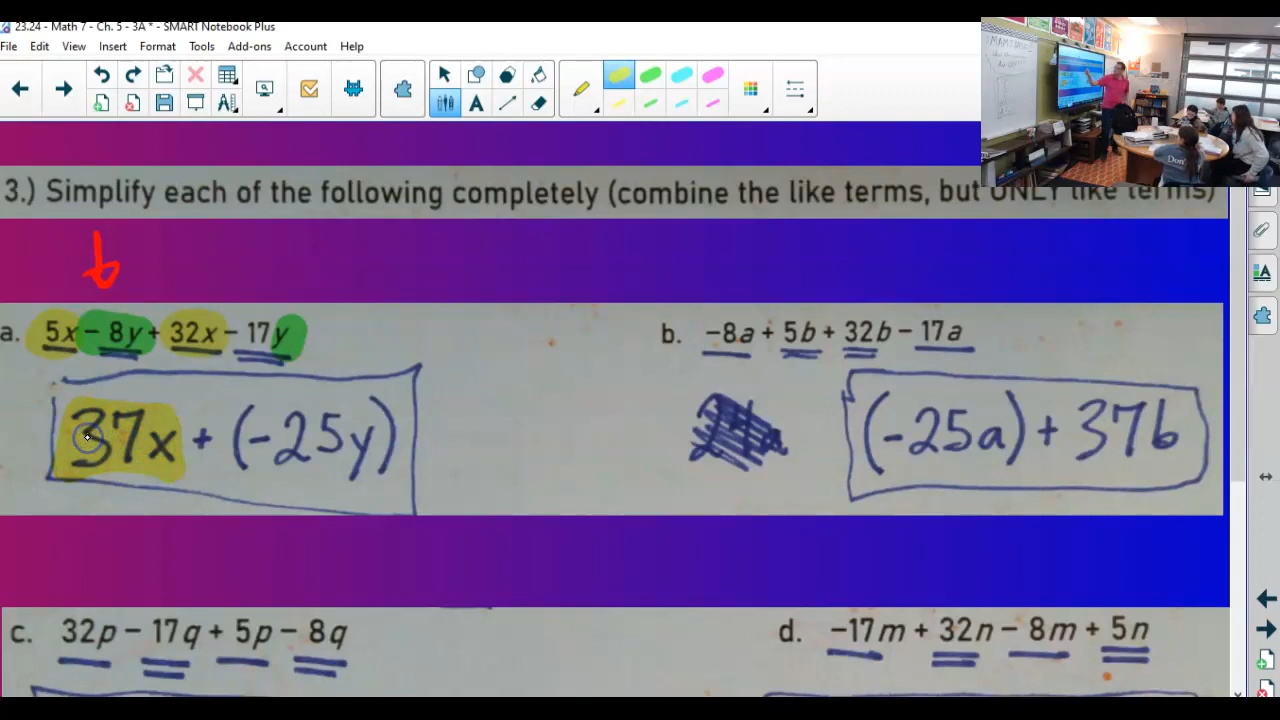 23.24 - Math 7 - Ch. 5 - 3A * - SMART Notebook Plus
File Edit View Insert Format Tools Add-ons Account Help
3.) Simplify each of the following completely (combine the like terms, but ONLY like terms)
a. 5x - 8y + 32x - 17y
b. -8a + 5b + 32b - 17a
37x + (-25y)
(-25a) + 37b
c. 32p - 17q + 5p - 8q
d. -17m + 32n - 8m + 5n
Don't